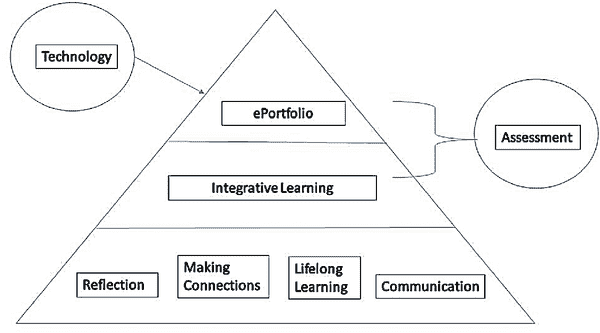 Technology
ePortfolio
Assessment
Integrative Learning
Reflection
Making
Connections
Lifelong
Learning
Communication